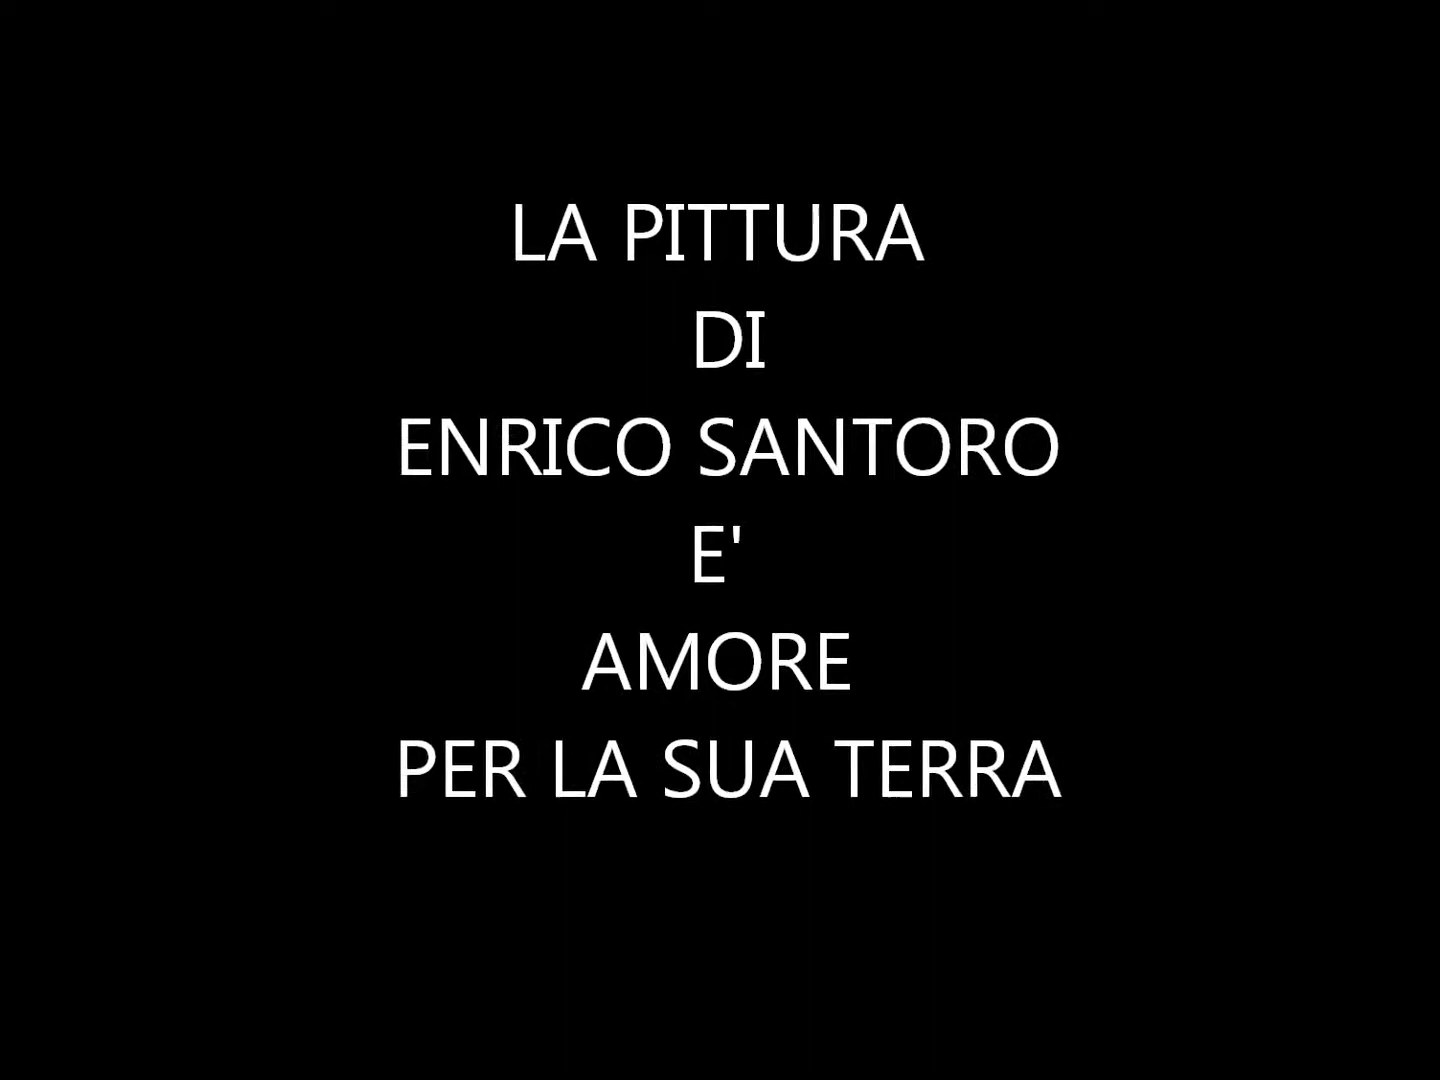 LA PITTURA
DI
ENRICO SANTORO
E'
AMORE
PER LA SUA TERRA